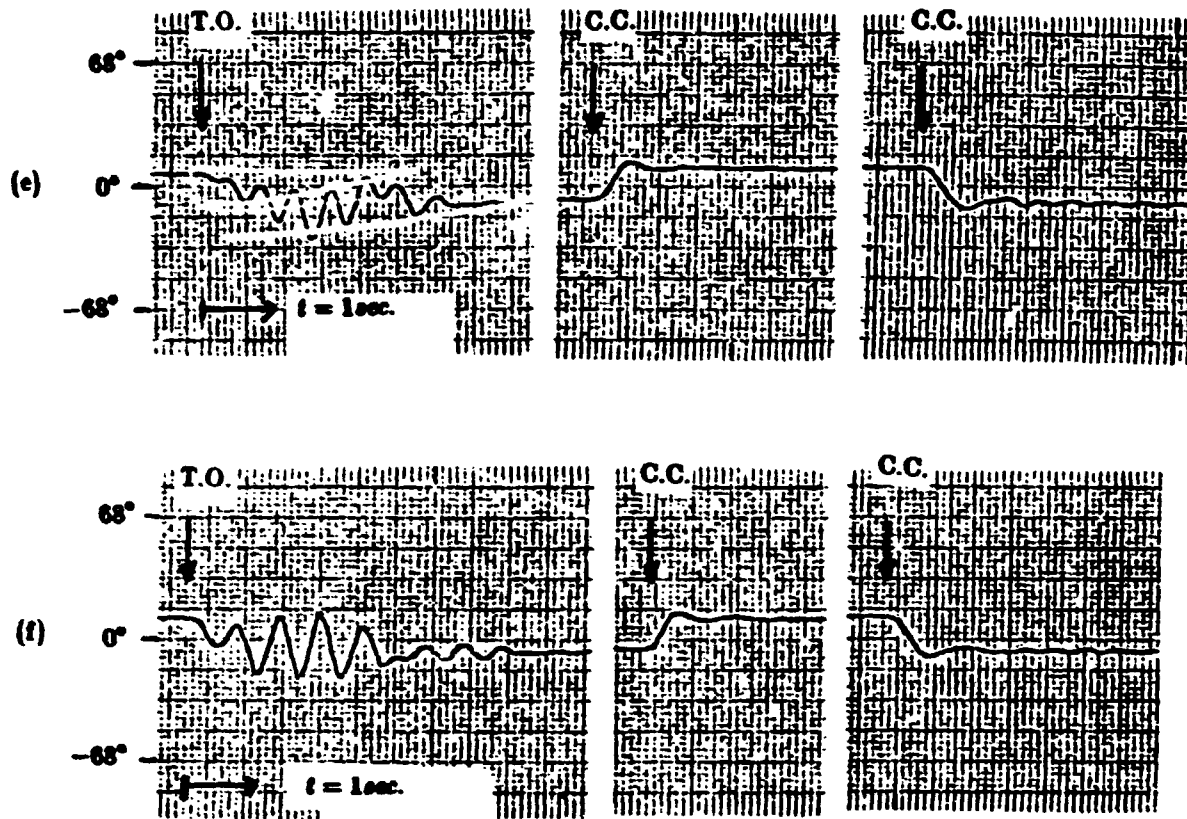 T.O. C.C. C.C.
68°
(e) 0°
-68°
t = 1sec.
T.O. C.C. C.C.
68°
(f) 0°
-68°
t = 1sec.